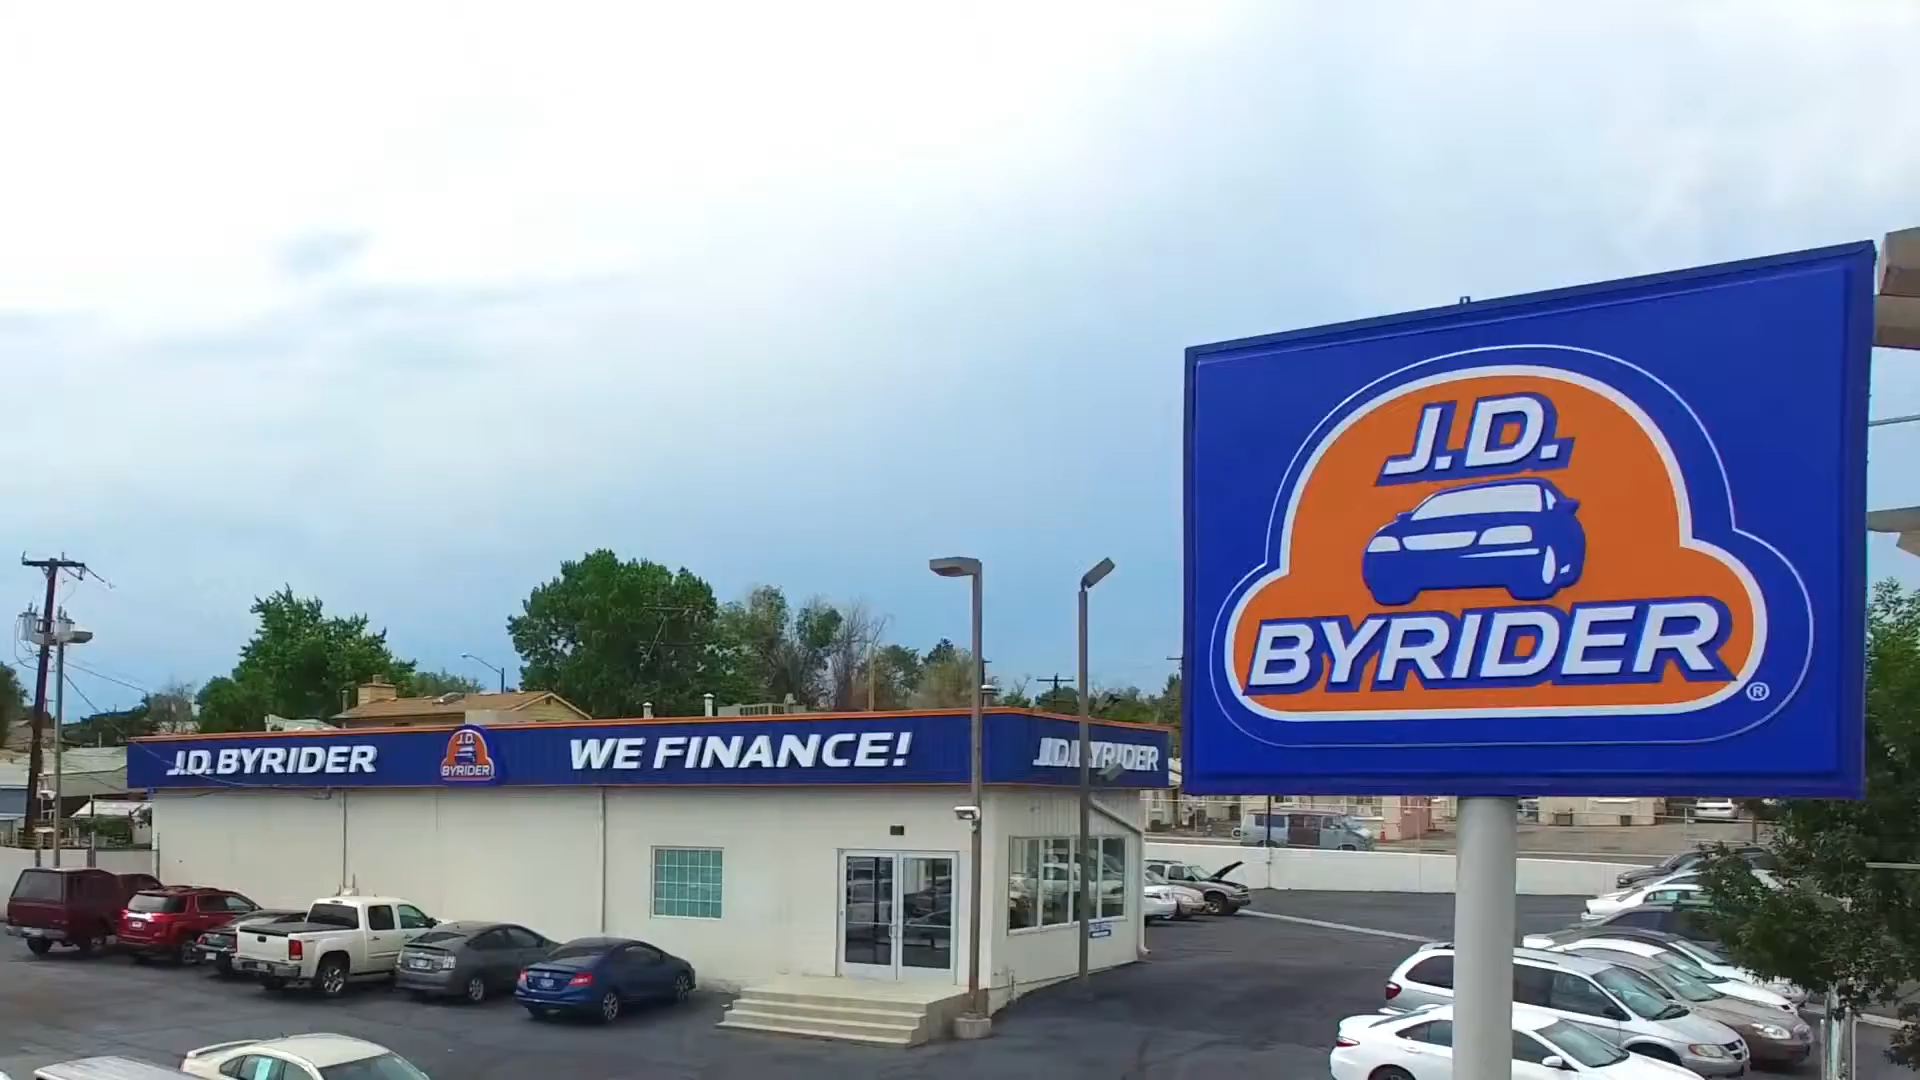 J.D.
BYRIDER
®
J.D. BYRIDER
J.D.
BYRIDER
WE FINANCE!
J.D. BYRIDER